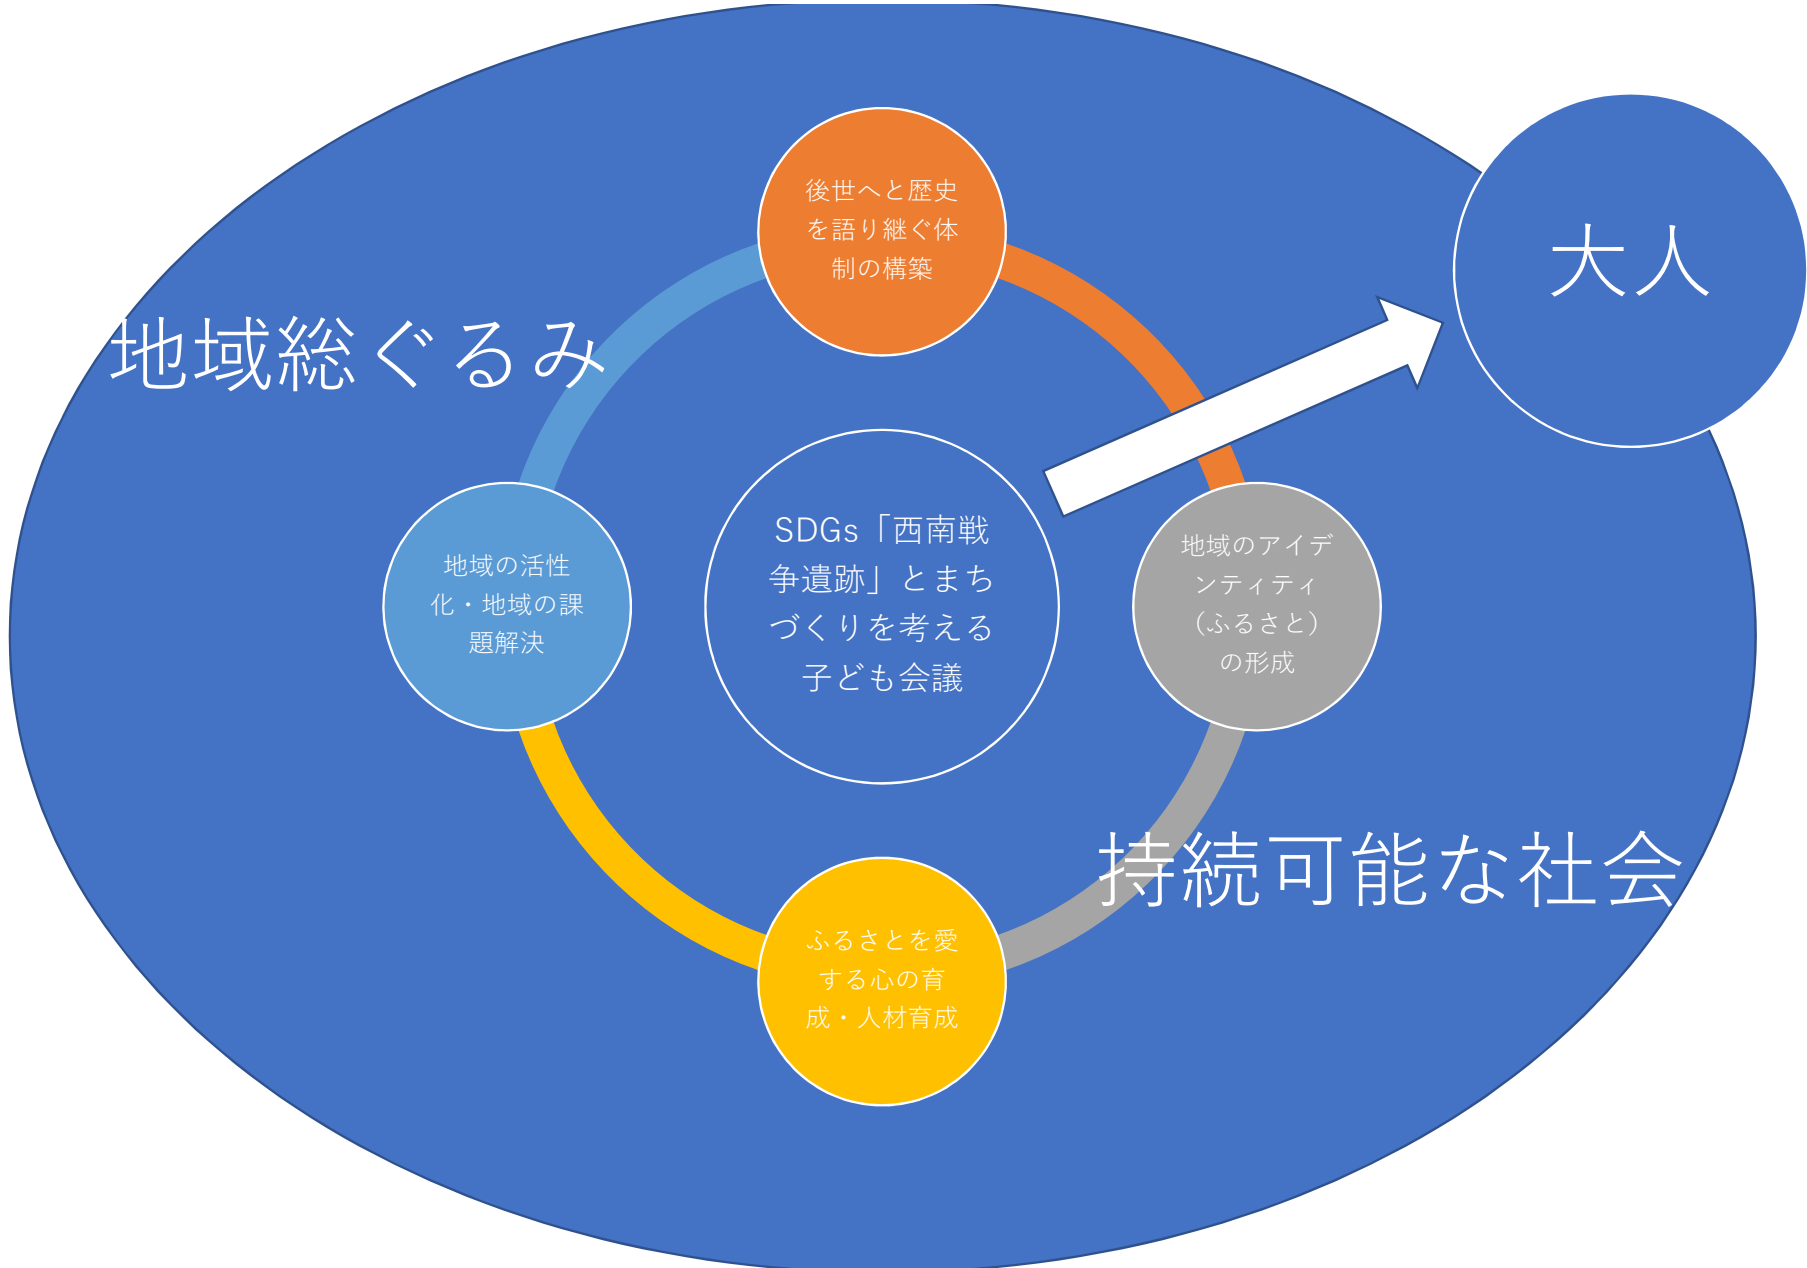 後世へと歴史
を語り継ぐ体
制の構築
大人
地域総ぐるみ
SDGs「西南戦
争遺跡」とまち
づくりを考える
子ども会議
地域の活性
化・地域の課
題解決
地域のアイデ
ンティティ
（ふるさと）
の形成
持続可能な社会
ふるさとを愛
する心の育
成・人材育成